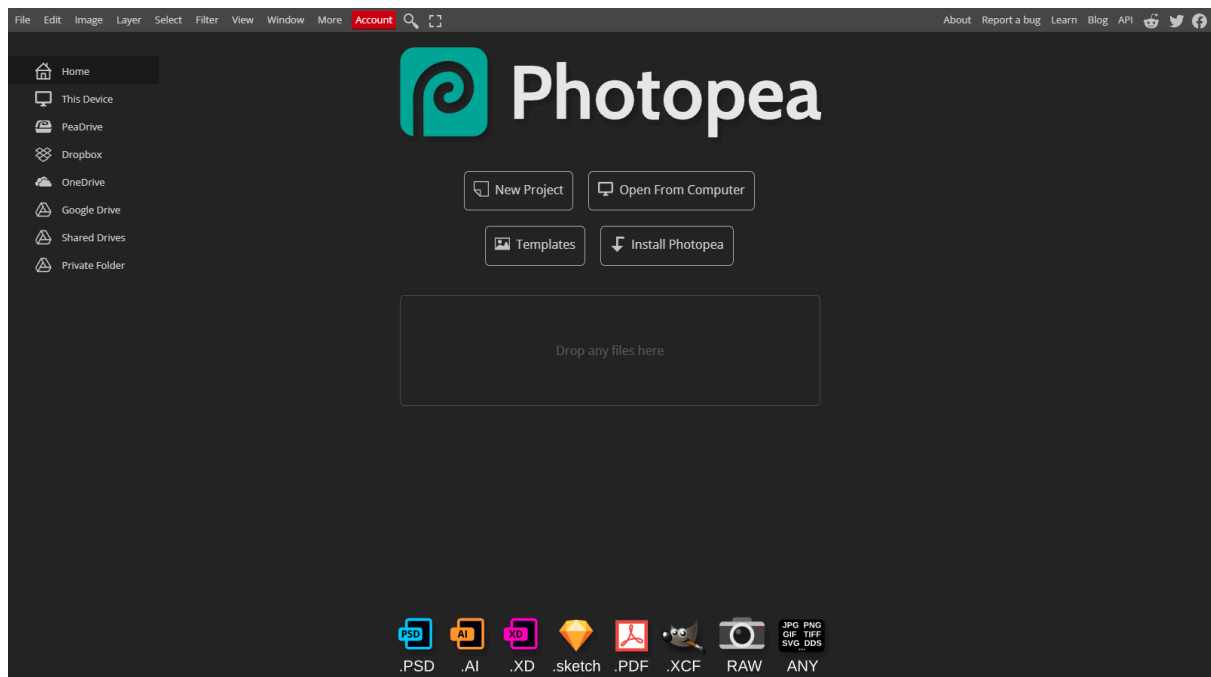 File Edit Image Layer Select Filter View Window More Account About Report a bug Learn Blog API
Home
This Device
PeaDrive
Dropbox
OneDrive
Google Drive
Shared Drives
Private Folder
Photopea
New Project Open From Computer
Templates Install Photopea
Drop any files here
PSD AI XD JPG PNG
GIF TIFF
SVG DDS
...
.PSD .AI .XD .sketch .PDF .XCF RAW ANY